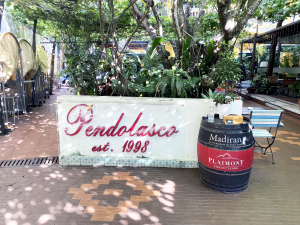 Pendolasco
est. 1998
Madiran
PLAIMONT